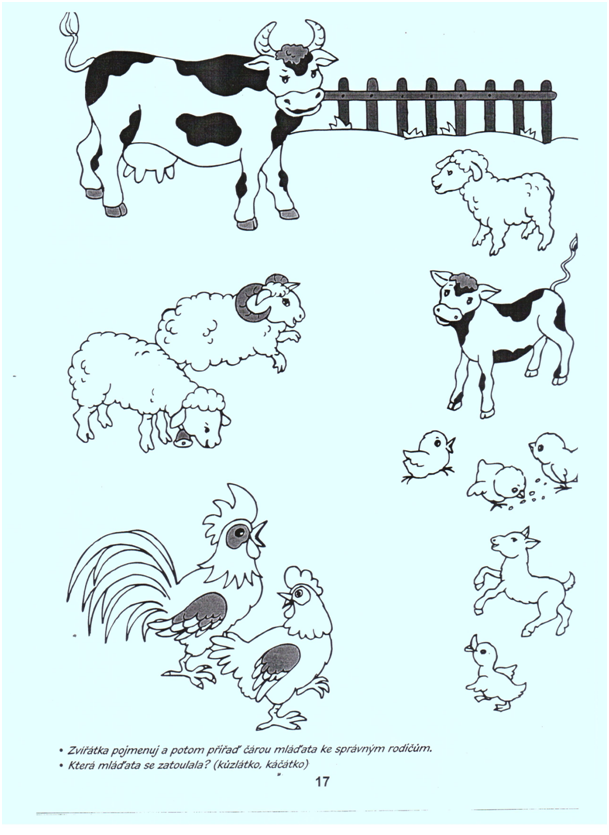 • Zvířátka pojmenuj a potom přiřaď čárou mláďata ke správným rodičům.
• Která mláďata se zatoulala? (kůzlátko, káčátko)
17